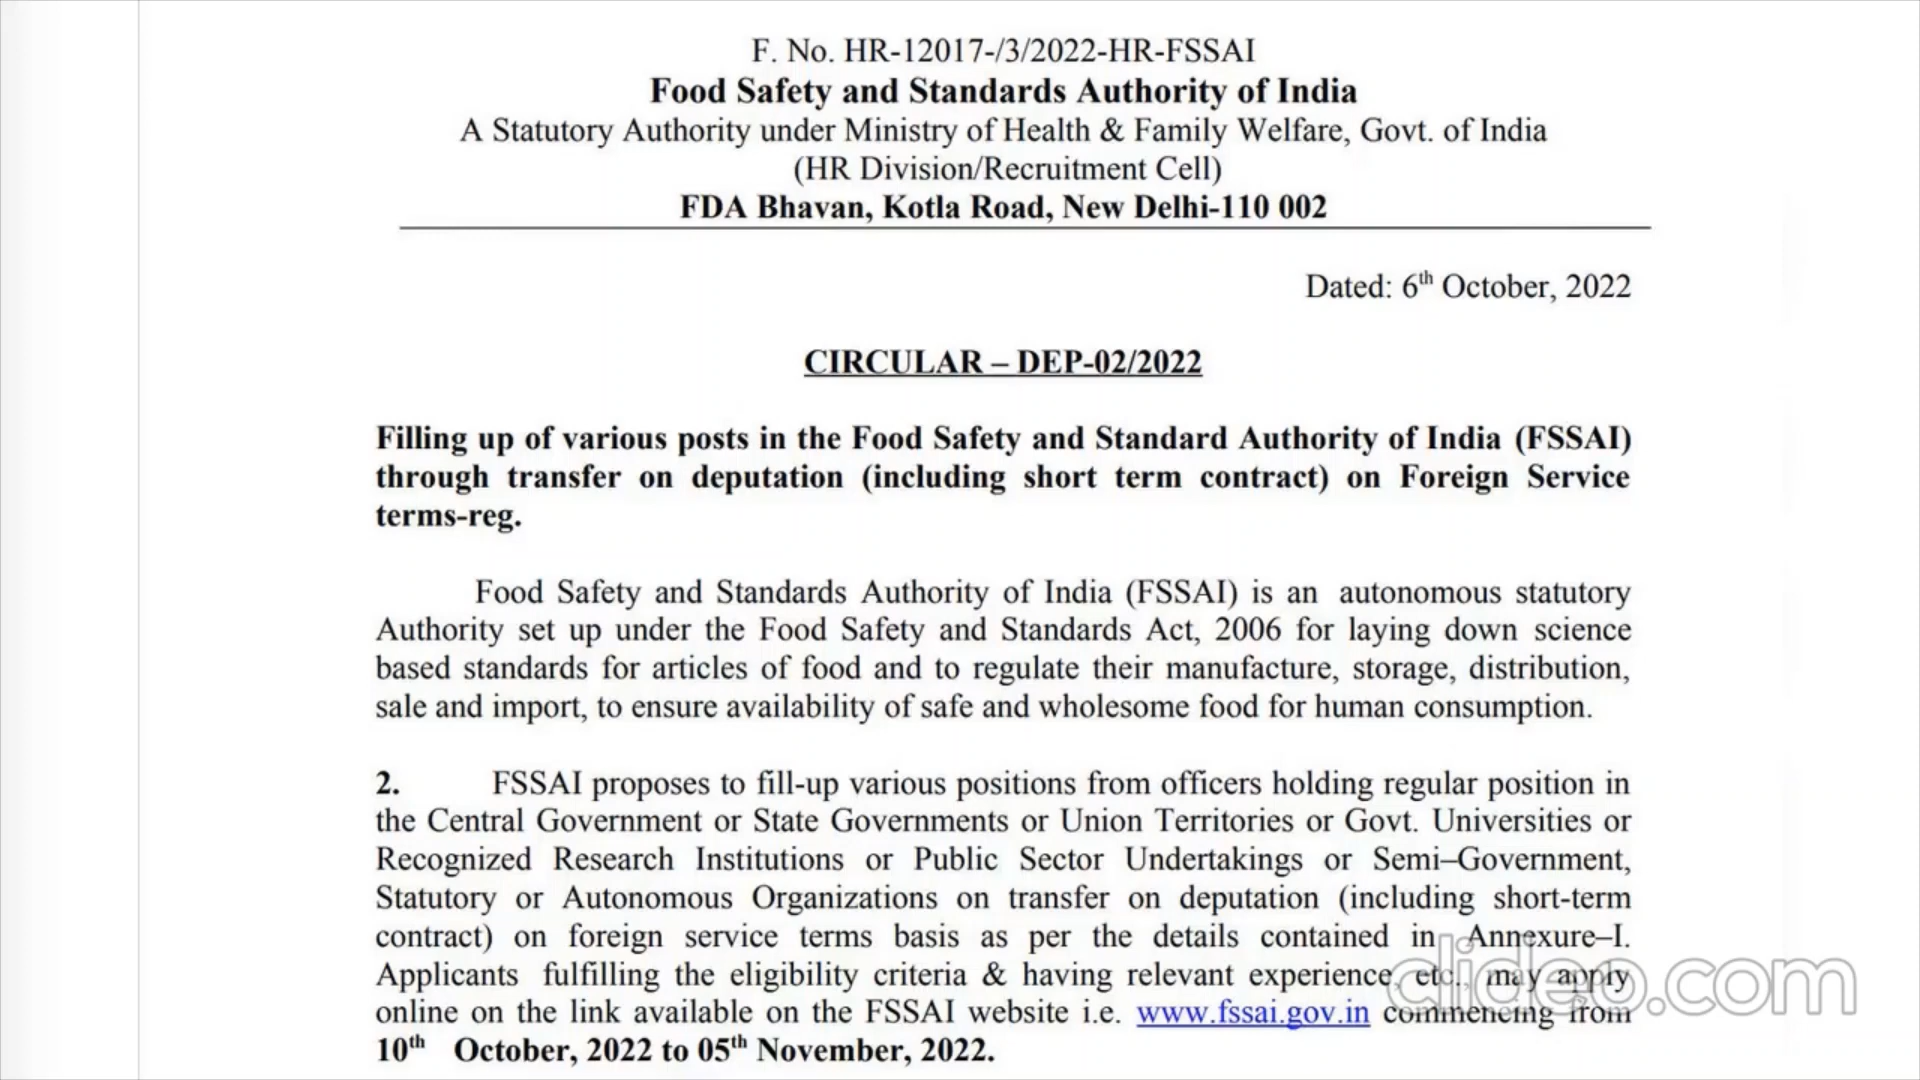 F. No. HR-12017-/3/2022-HR-FSSAI
Food Safety and Standards Authority of India
A Statutory Authority under Ministry of Health & Family Welfare, Govt. of India
(HR Division/Recruitment Cell)
FDA Bhavan, Kotla Road, New Delhi-110 002
Dated: 6th October, 2022
CIRCULAR – DEP-02/2022
Filling up of various posts in the Food Safety and Standard Authority of India (FSSAI)
through transfer on deputation (including short term contract) on Foreign Service
terms-reg.
Food Safety and Standards Authority of India (FSSAI) is an autonomous statutory
Authority set up under the Food Safety and Standards Act, 2006 for laying down science
based standards for articles of food and to regulate their manufacture, storage, distribution,
sale and import, to ensure availability of safe and wholesome food for human consumption.
2. FSSAI proposes to fill-up various positions from officers holding regular position in
the Central Government or State Governments or Union Territories or Govt. Universities or
Recognized Research Institutions or Public Sector Undertakings or Semi–Government,
Statutory or Autonomous Organizations on transfer on deputation (including short-term
contract) on foreign service terms basis as per the details contained in Annexure–I.
Applicants fulfilling the eligibility criteria & having relevant experience, etc., may apply
online on the link available on the FSSAI website i.e. www.fssai.gov.in commencing from
10th October, 2022 to 05th November, 2022.
clideo.com